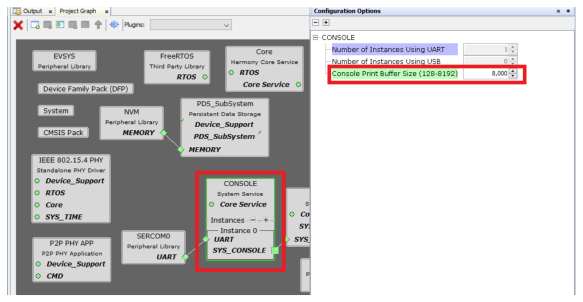 Output × Project Graph ×
Plugins:
EVSYS
Peripheral Library
FreeRTOS
Third Party Library
RTOS
Core
Harmony Core Service
RTOS
Core Service
Device Family Pack (DFP)
System
CMSIS Pack
NVM
Peripheral Library
MEMORY
PDS_SubSystem
Persistant Data Storage
Device_Support
PDS_SubSystem
MEMORY
IEEE 802.15.4 PHY
Standalone PHY Driver
Device_Support
RTOS
Core
SYS_TIME
CONSOLE
System Service
Core Service
Instances - - - + -
Instance 0
UART
SYS_CONSOLE
SERCOM0
Peripheral Library
UART
P2P PHY APP
P2P PHY Application
Device_Support
CMD
S
Co
SY
SYS_
P
Configuration Options ×
CONSOLE
Number of Instances Using UART 1
Number of Instances Using USB 0
Console Print Buffer Size (128-8192) 8,000